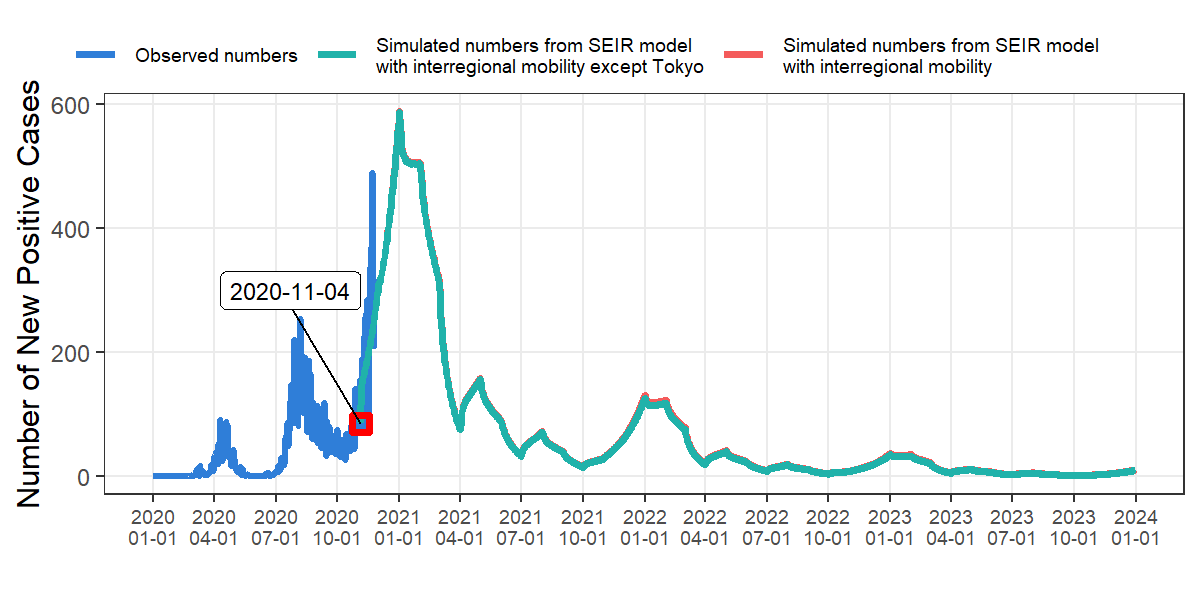 Observed numbers
Simulated numbers from SEIR model
with interregional mobility except Tokyo
Simulated numbers from SEIR model
with interregional mobility
Number of New Positive Cases
600
400
200
0
2020-11-04
2020 2020 2020 2020 2021 2021 2021 2021 2022 2022 2022 2022 2023 2023 2023 2023 2024
01-01 04-01 07-01 10-01 01-01 04-01 07-01 10-01 01-01 04-01 07-01 10-01 01-01 04-01 07-01 10-01 01-01